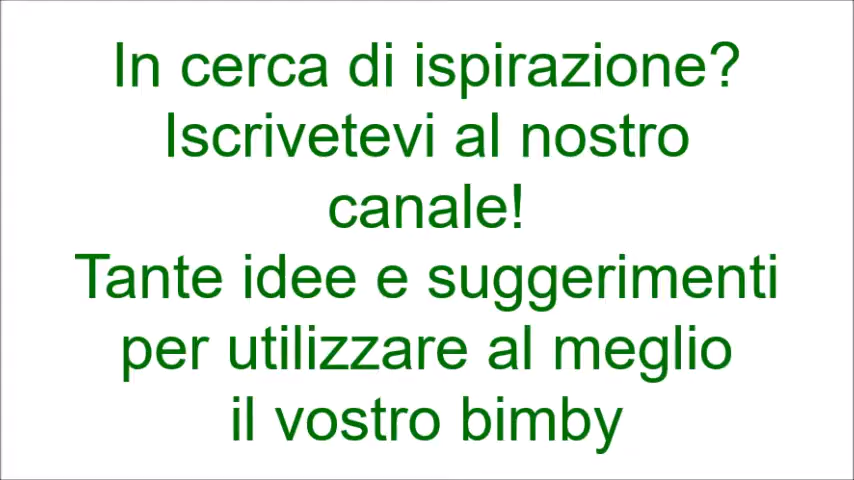 In cerca di ispirazione?
Iscrivetevi al nostro
canale!
Tante idee e suggerimenti
per utilizzare al meglio
il vostro bimby